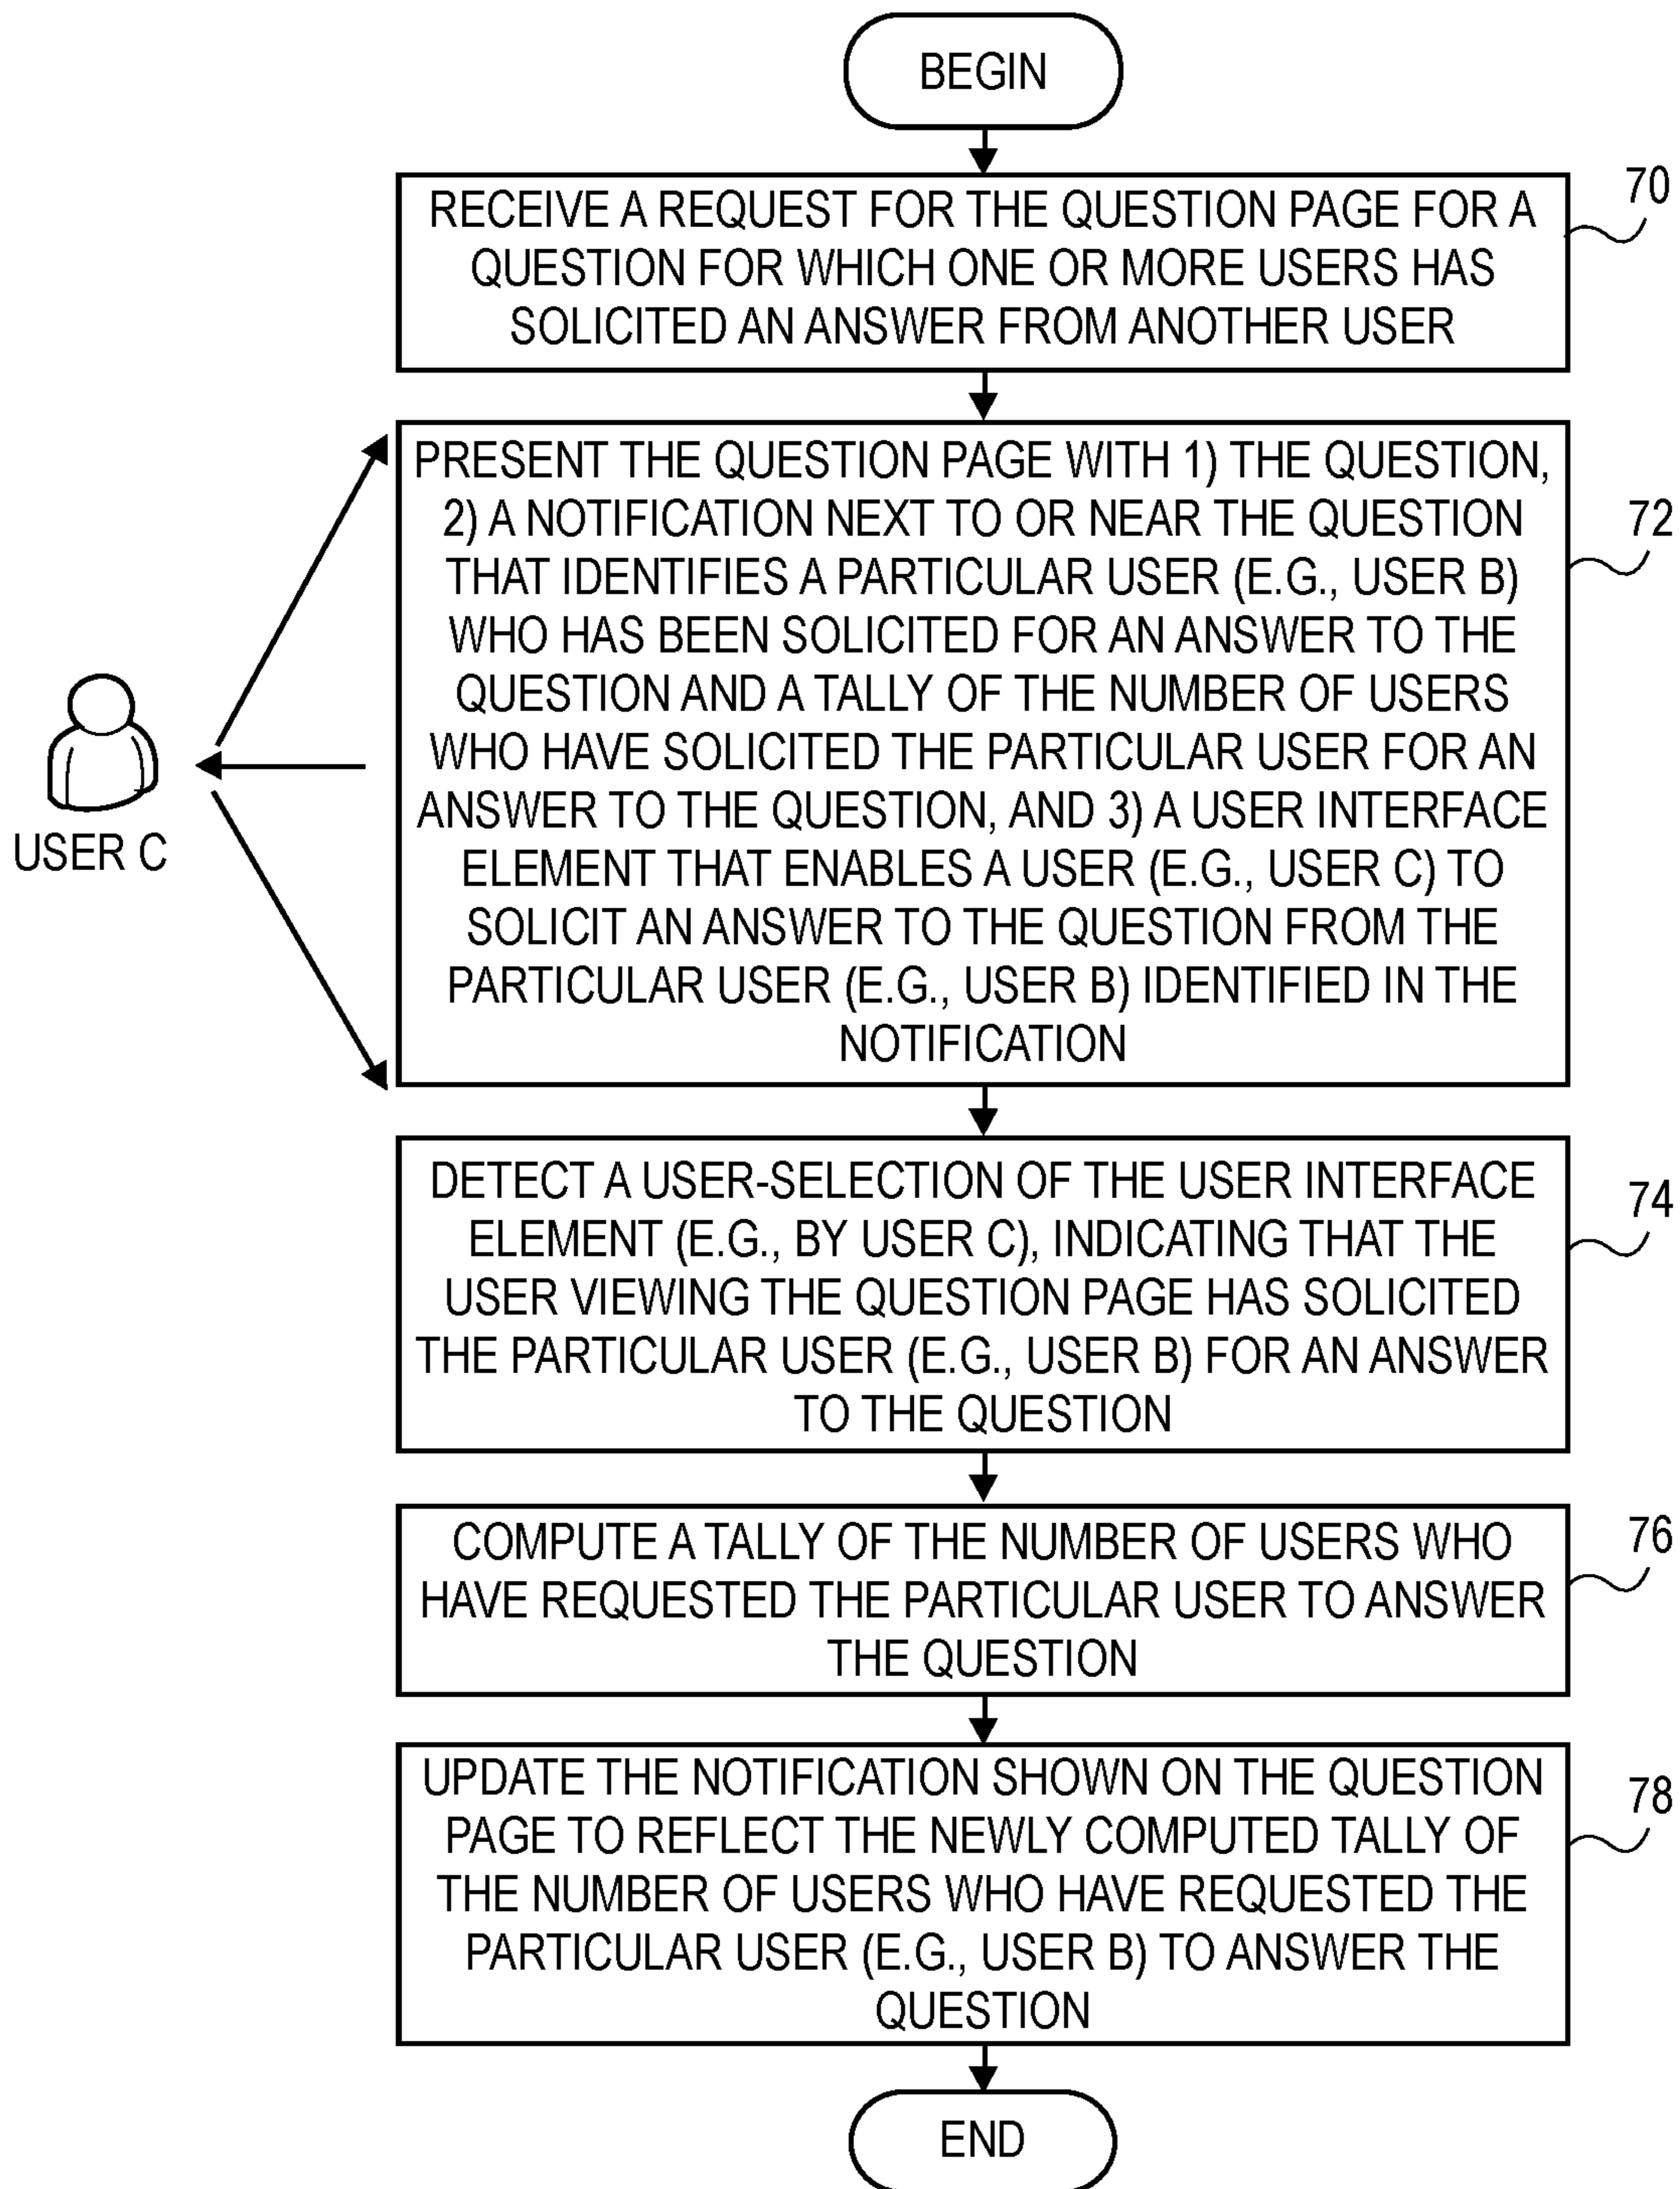 BEGIN
RECEIVE A REQUEST FOR THE QUESTION PAGE FOR A
QUESTION FOR WHICH ONE OR MORE USERS HAS
SOLICITED AN ANSWER FROM ANOTHER USER
70
PRESENT THE QUESTION PAGE WITH 1) THE QUESTION,
2) A NOTIFICATION NEXT TO OR NEAR THE QUESTION
THAT IDENTIFIES A PARTICULAR USER (E.G., USER B)
WHO HAS BEEN SOLICITED FOR AN ANSWER TO THE
QUESTION AND A TALLY OF THE NUMBER OF USERS
WHO HAVE SOLICITED THE PARTICULAR USER FOR AN
ANSWER TO THE QUESTION, AND 3) A USER INTERFACE
ELEMENT THAT ENABLES A USER (E.G., USER C) TO
SOLICIT AN ANSWER TO THE QUESTION FROM THE
PARTICULAR USER (E.G., USER B) IDENTIFIED IN THE
NOTIFICATION
72
USER C
DETECT A USER-SELECTION OF THE USER INTERFACE
ELEMENT (E.G., BY USER C), INDICATING THAT THE
USER VIEWING THE QUESTION PAGE HAS SOLICITED
THE PARTICULAR USER (E.G., USER B) FOR AN ANSWER
TO THE QUESTION
74
COMPUTE A TALLY OF THE NUMBER OF USERS WHO
HAVE REQUESTED THE PARTICULAR USER TO ANSWER
THE QUESTION
76
UPDATE THE NOTIFICATION SHOWN ON THE QUESTION
PAGE TO REFLECT THE NEWLY COMPUTED TALLY OF
THE NUMBER OF USERS WHO HAVE REQUESTED THE
PARTICULAR USER (E.G., USER B) TO ANSWER THE
QUESTION
78
END